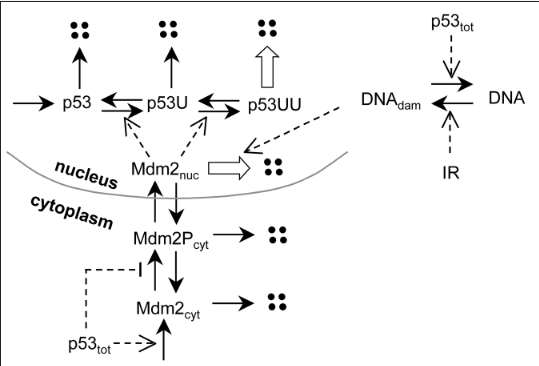 p53tot
p53 p53U p53UU DNAdam DNA
nucleus Mdm2nuc IR
cytoplasm
Mdm2Pcyt
Mdm2cyt
p53tot